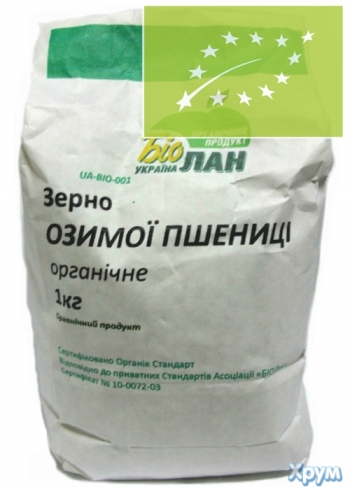 ОРГАНІЧНИЙ
ПРОДУКТ
біо ЛАН
УКРАЇНА
UA-BIO-001
Зерно
ОЗИМОЇ ПШЕНИЦІ
органічне
1кг
Органічний продукт
Сертифіковано Органік Стандарт
Відповідно до приватних Стандартів Асоціації
Сертифікат № 10-0072-03
Хрум